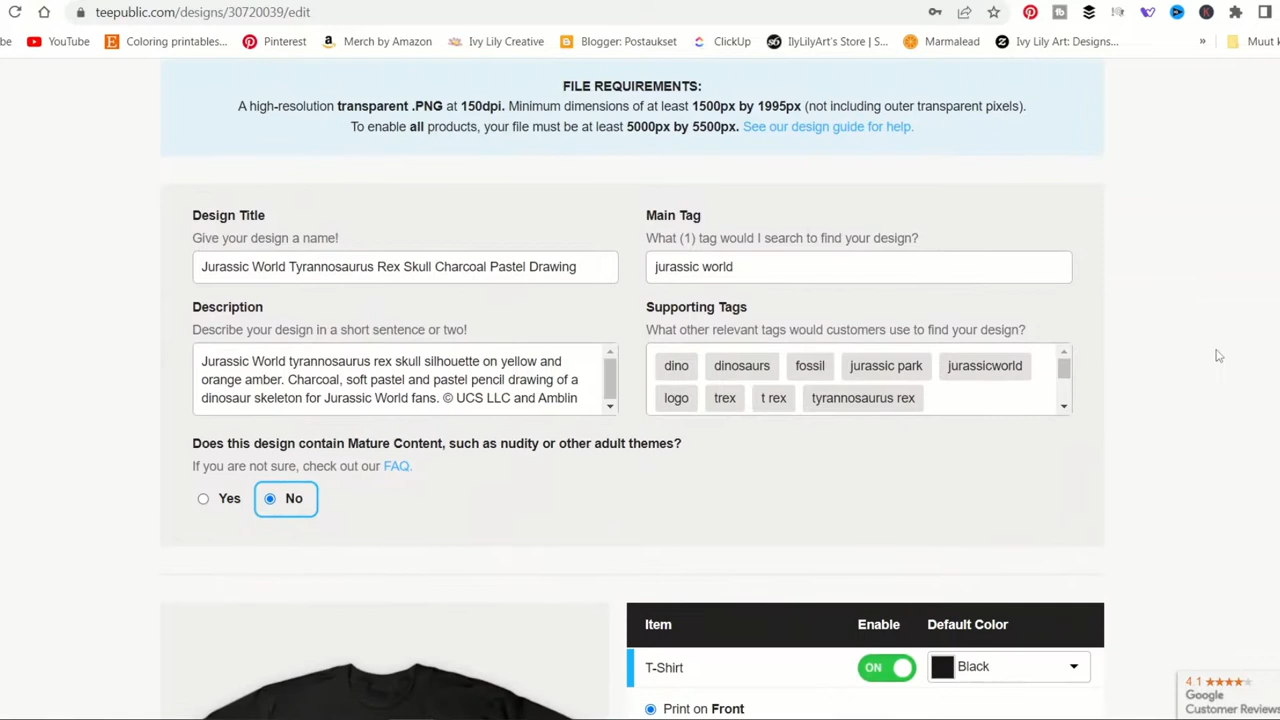 teepublic.com/designs/30720039/edit
be YouTube Coloring printables... Pinterest Merch by Amazon Ivy Lily Creative Blogger: Postaukset ClickUp IlyLilyArt's Store | S... Marmalead Ivy Lily Art: Designs... » Muut k
FILE REQUIREMENTS:
A high-resolution transparent .PNG at 150dpi. Minimum dimensions of at least 1500px by 1995px (not including outer transparent pixels).
To enable all products, your file must be at least 5000px by 5500px. See our design guide for help.
Design Title
Give your design a name!
Jurassic World Tyrannosaurus Rex Skull Charcoal Pastel Drawing
Main Tag
What (1) tag would I search to find your design?
jurassic world
Description
Describe your design in a short sentence or two!
Jurassic World tyrannosaurus rex skull silhouette on yellow and
orange amber. Charcoal, soft pastel and pastel pencil drawing of a
dinosaur skeleton for Jurassic World fans. © UCS LLC and Amblin
Supporting Tags
What other relevant tags would customers use to find your design?
dino dinosaurs fossil jurassic park jurassicworld
logo trex t rex tyrannosaurus rex
Does this design contain Mature Content, such as nudity or other adult themes?
If you are not sure, check out our FAQ.
Yes No
Item Enable Default Color
T-Shirt ON Black
Print on Front
4.1
Google
Customer Reviews